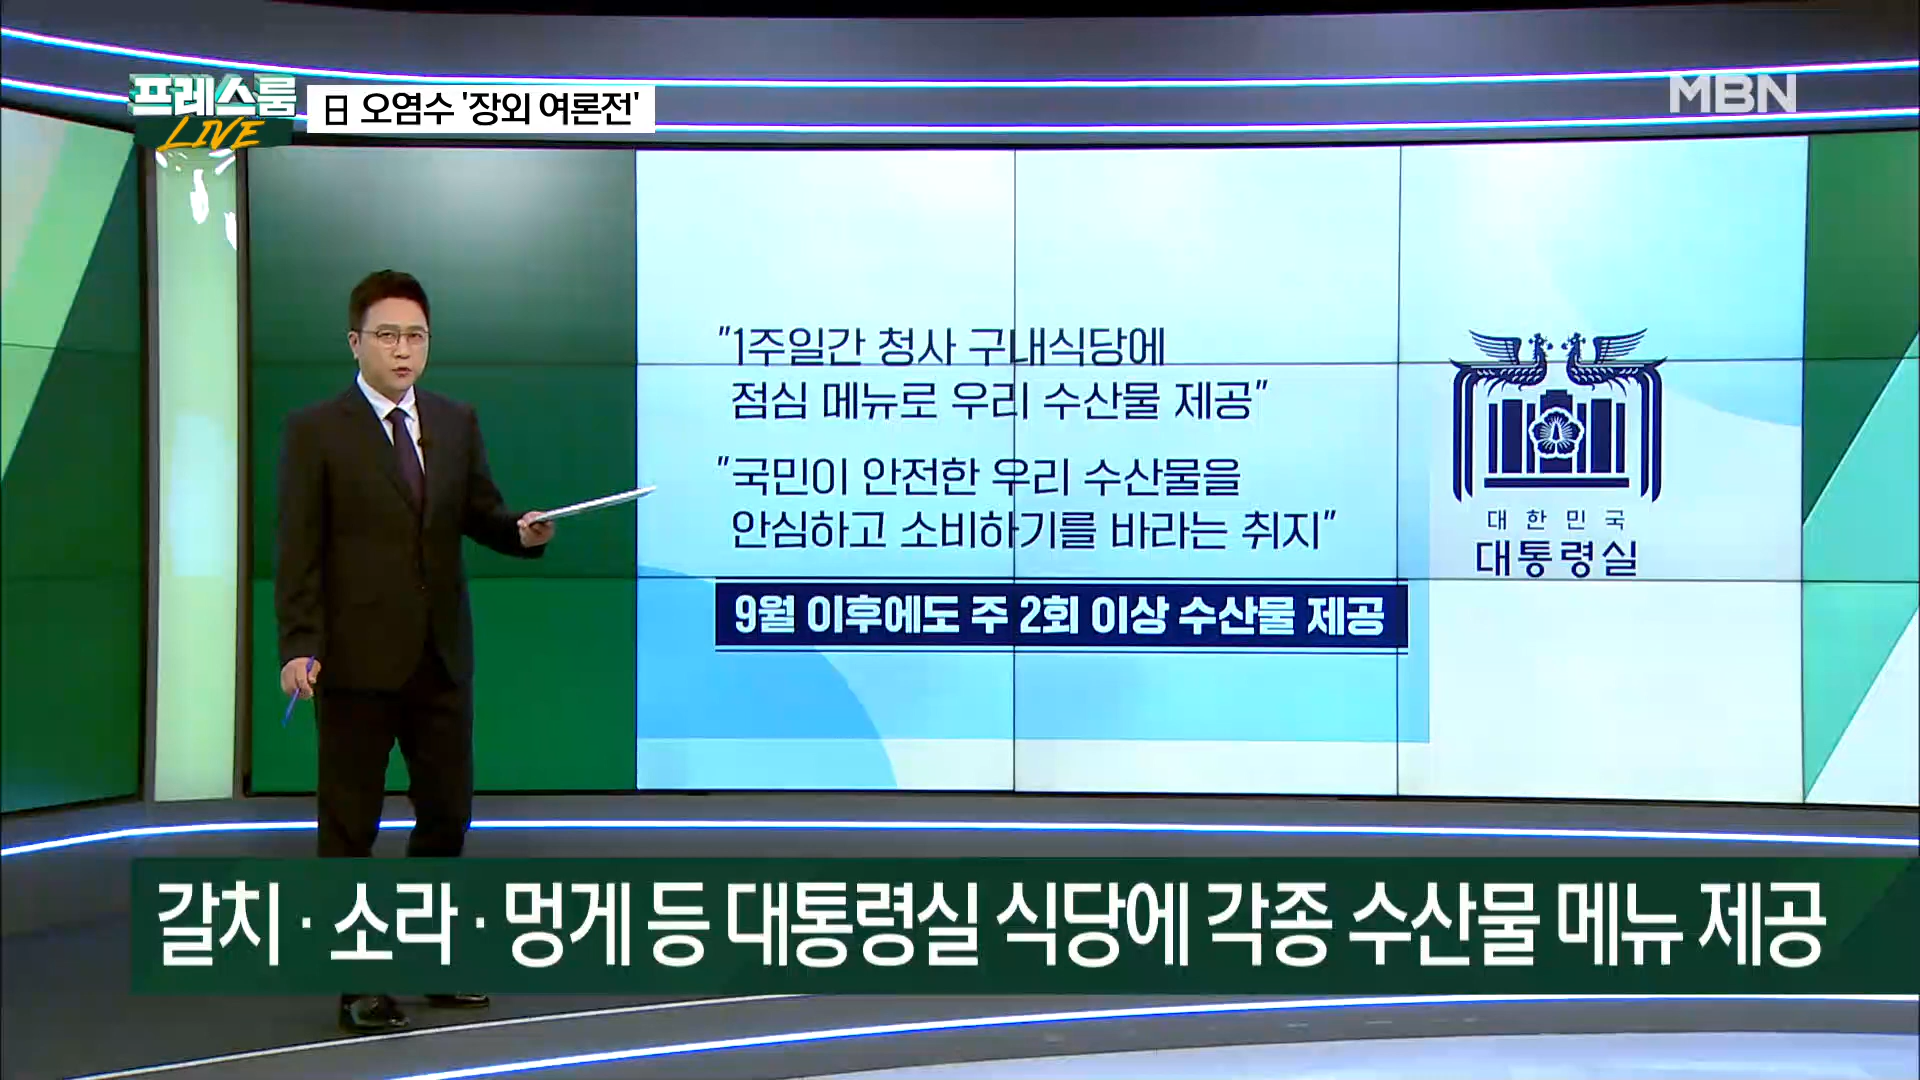 프레스룸
LIVE
日 오염수 '장외 여론전'
MBN
"1주일간 청사 구내식당에
점심 메뉴로 우리 수산물 제공"
"국민이 안전한 우리 수산물을
안심하고 소비하기를 바라는 취지"
9월 이후에도 주 2회 이상 수산물 제공
대한민국
대통령실
갈치·소라·멍게 등 대통령실 식당에 각종 수산물 메뉴 제공